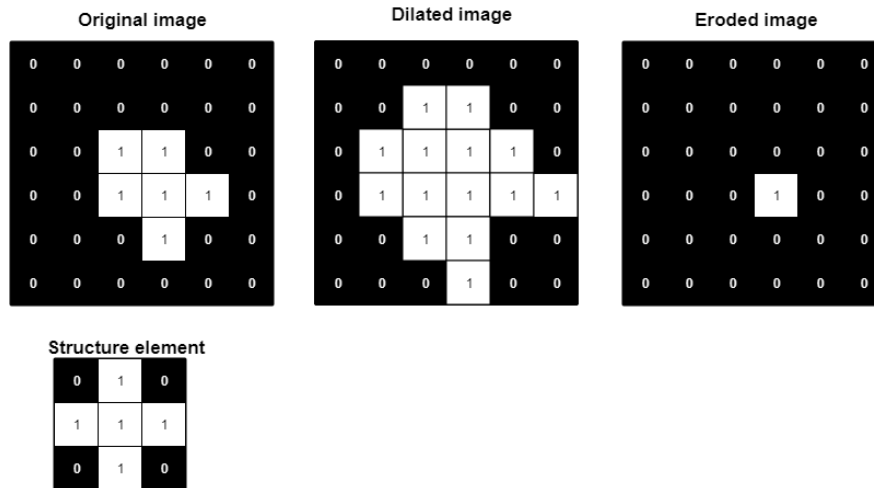 Original image
0 0 0 0 0 0
0 0 0 0 0 0
0 0 1 1 0 0
0 0 1 1 1 0
0 0 0 1 0 0
0 0 0 0 0 0
Dilated image
0 0 0 0 0 0
0 0 1 1 0 0
0 1 1 1 1 0
0 1 1 1 1 1
0 0 1 1 0 0
0 0 0 1 0 0
Eroded image
0 0 0 0 0 0
0 0 0 0 0 0
0 0 0 0 0 0
0 0 0 1 0 0
0 0 0 0 0 0
0 0 0 0 0 0
Structure element
0 1 0
1 1 1
0 1 0